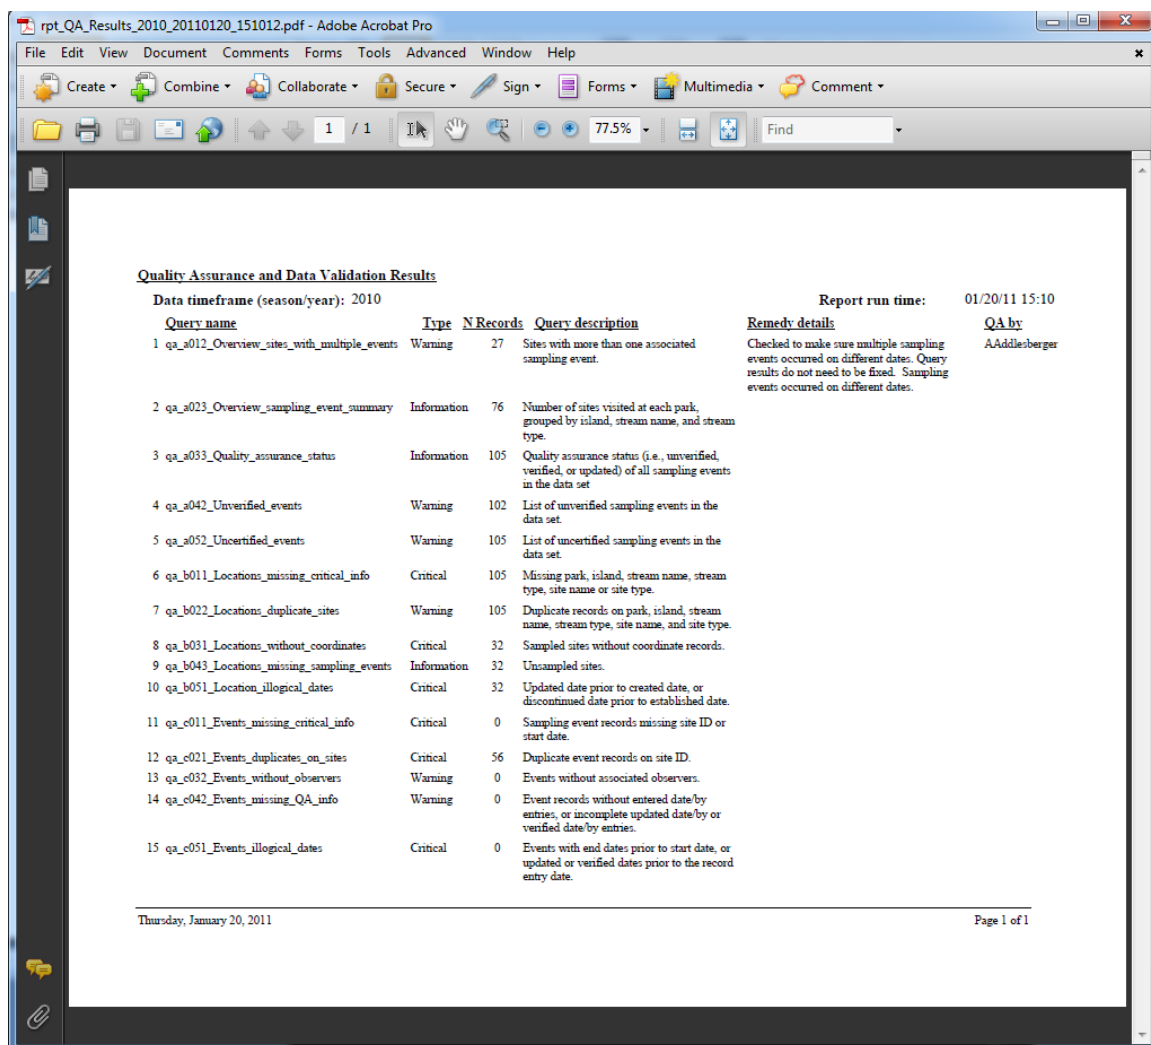 rpt_QA_Results_2010_20110120_151012.pdf - Adobe Acrobat Pro
File Edit View Document Comments Forms Tools Advanced Window Help
Create Combine Collaborate Secure Sign Forms Multimedia Comment
1 / 1 77.5% Find
Quality Assurance and Data Validation Results
Data timeframe (season/year): 2010 Report run time: 01/20/11 15:10
Query name Type N Records Query description Remedy details QA by
1 qa_a012_Overview_sites_with_multiple_events Warning 27 Sites with more than one associated Checked to make sure multiple sampling AAddlesberger
sampling event. events occurred on different dates. Query
results do not need to be fixed. Sampling
events occurred on different dates.
2 qa_a023_Overview_sampling_event_summary Information 76 Number of sites visited at each park,
grouped by island, stream name, and stream
type.
3 qa_a033_Quality_assurance_status Information 105 Quality assurance status (i.e., unverified,
verified, or updated) of all sampling events
in the data set
4 qa_a042_Unverified_events Warning 102 List of unverified sampling events in the
data set.
5 qa_a052_Uncertified_events Warning 105 List of uncertified sampling events in the
data set.
6 qa_b011_Locations_missing_critical_info Critical 105 Missing park, island, stream name, stream
type, site name or site type.
7 qa_b022_Locations_duplicate_sites Warning 105 Duplicate records on park, island, stream
name, stream type, site name, and site type.
8 qa_b031_Locations_without_coordinates Critical 32 Sampled sites without coordinate records.
9 qa_b043_Locations_missing_sampling_events Information 32 Unsampled sites.
10 qa_b051_Location_illogical_dates Critical 32 Updated date prior to created date, or
discontinued date prior to established date.
11 qa_c011_Events_missing_critical_info Critical 0 Sampling event records missing site ID or
start date.
12 qa_c021_Events_duplicates_on_sites Critical 56 Duplicate event records on site ID.
13 qa_c032_Events_without_observers Warning 0 Events without associated observers.
14 qa_c042_Events_missing_QA_info Warning 0 Event records without entered date/by
entries, or incomplete updated date/by or
verified date/by entries.
15 qa_c051_Events_illogical_dates Critical 0 Events with end dates prior to start date, or
updated or verified dates prior to the record
entry date.
Thursday, January 20, 2011 Page 1 of 1